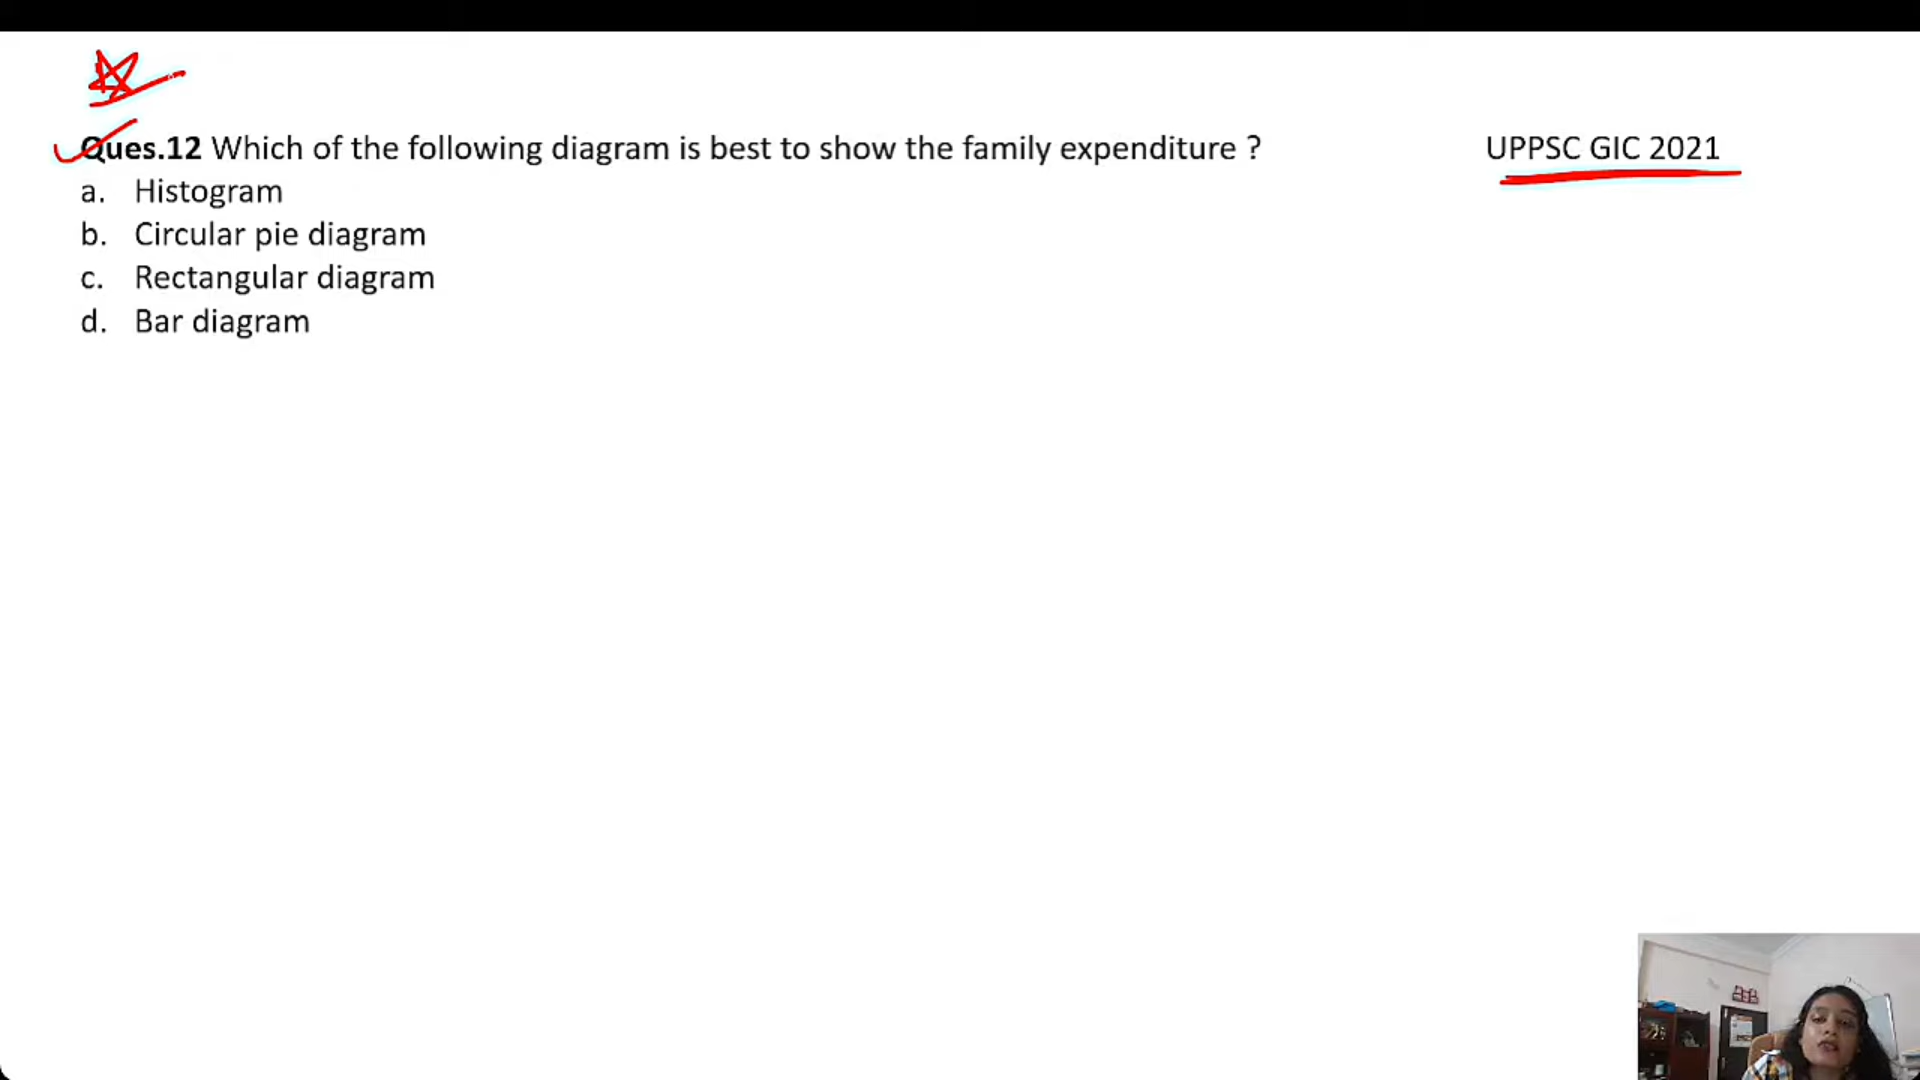 Ques.12 Which of the following diagram is best to show the family expenditure ? UPPSC GIC 2021
a. Histogram
b. Circular pie diagram
c. Rectangular diagram
d. Bar diagram